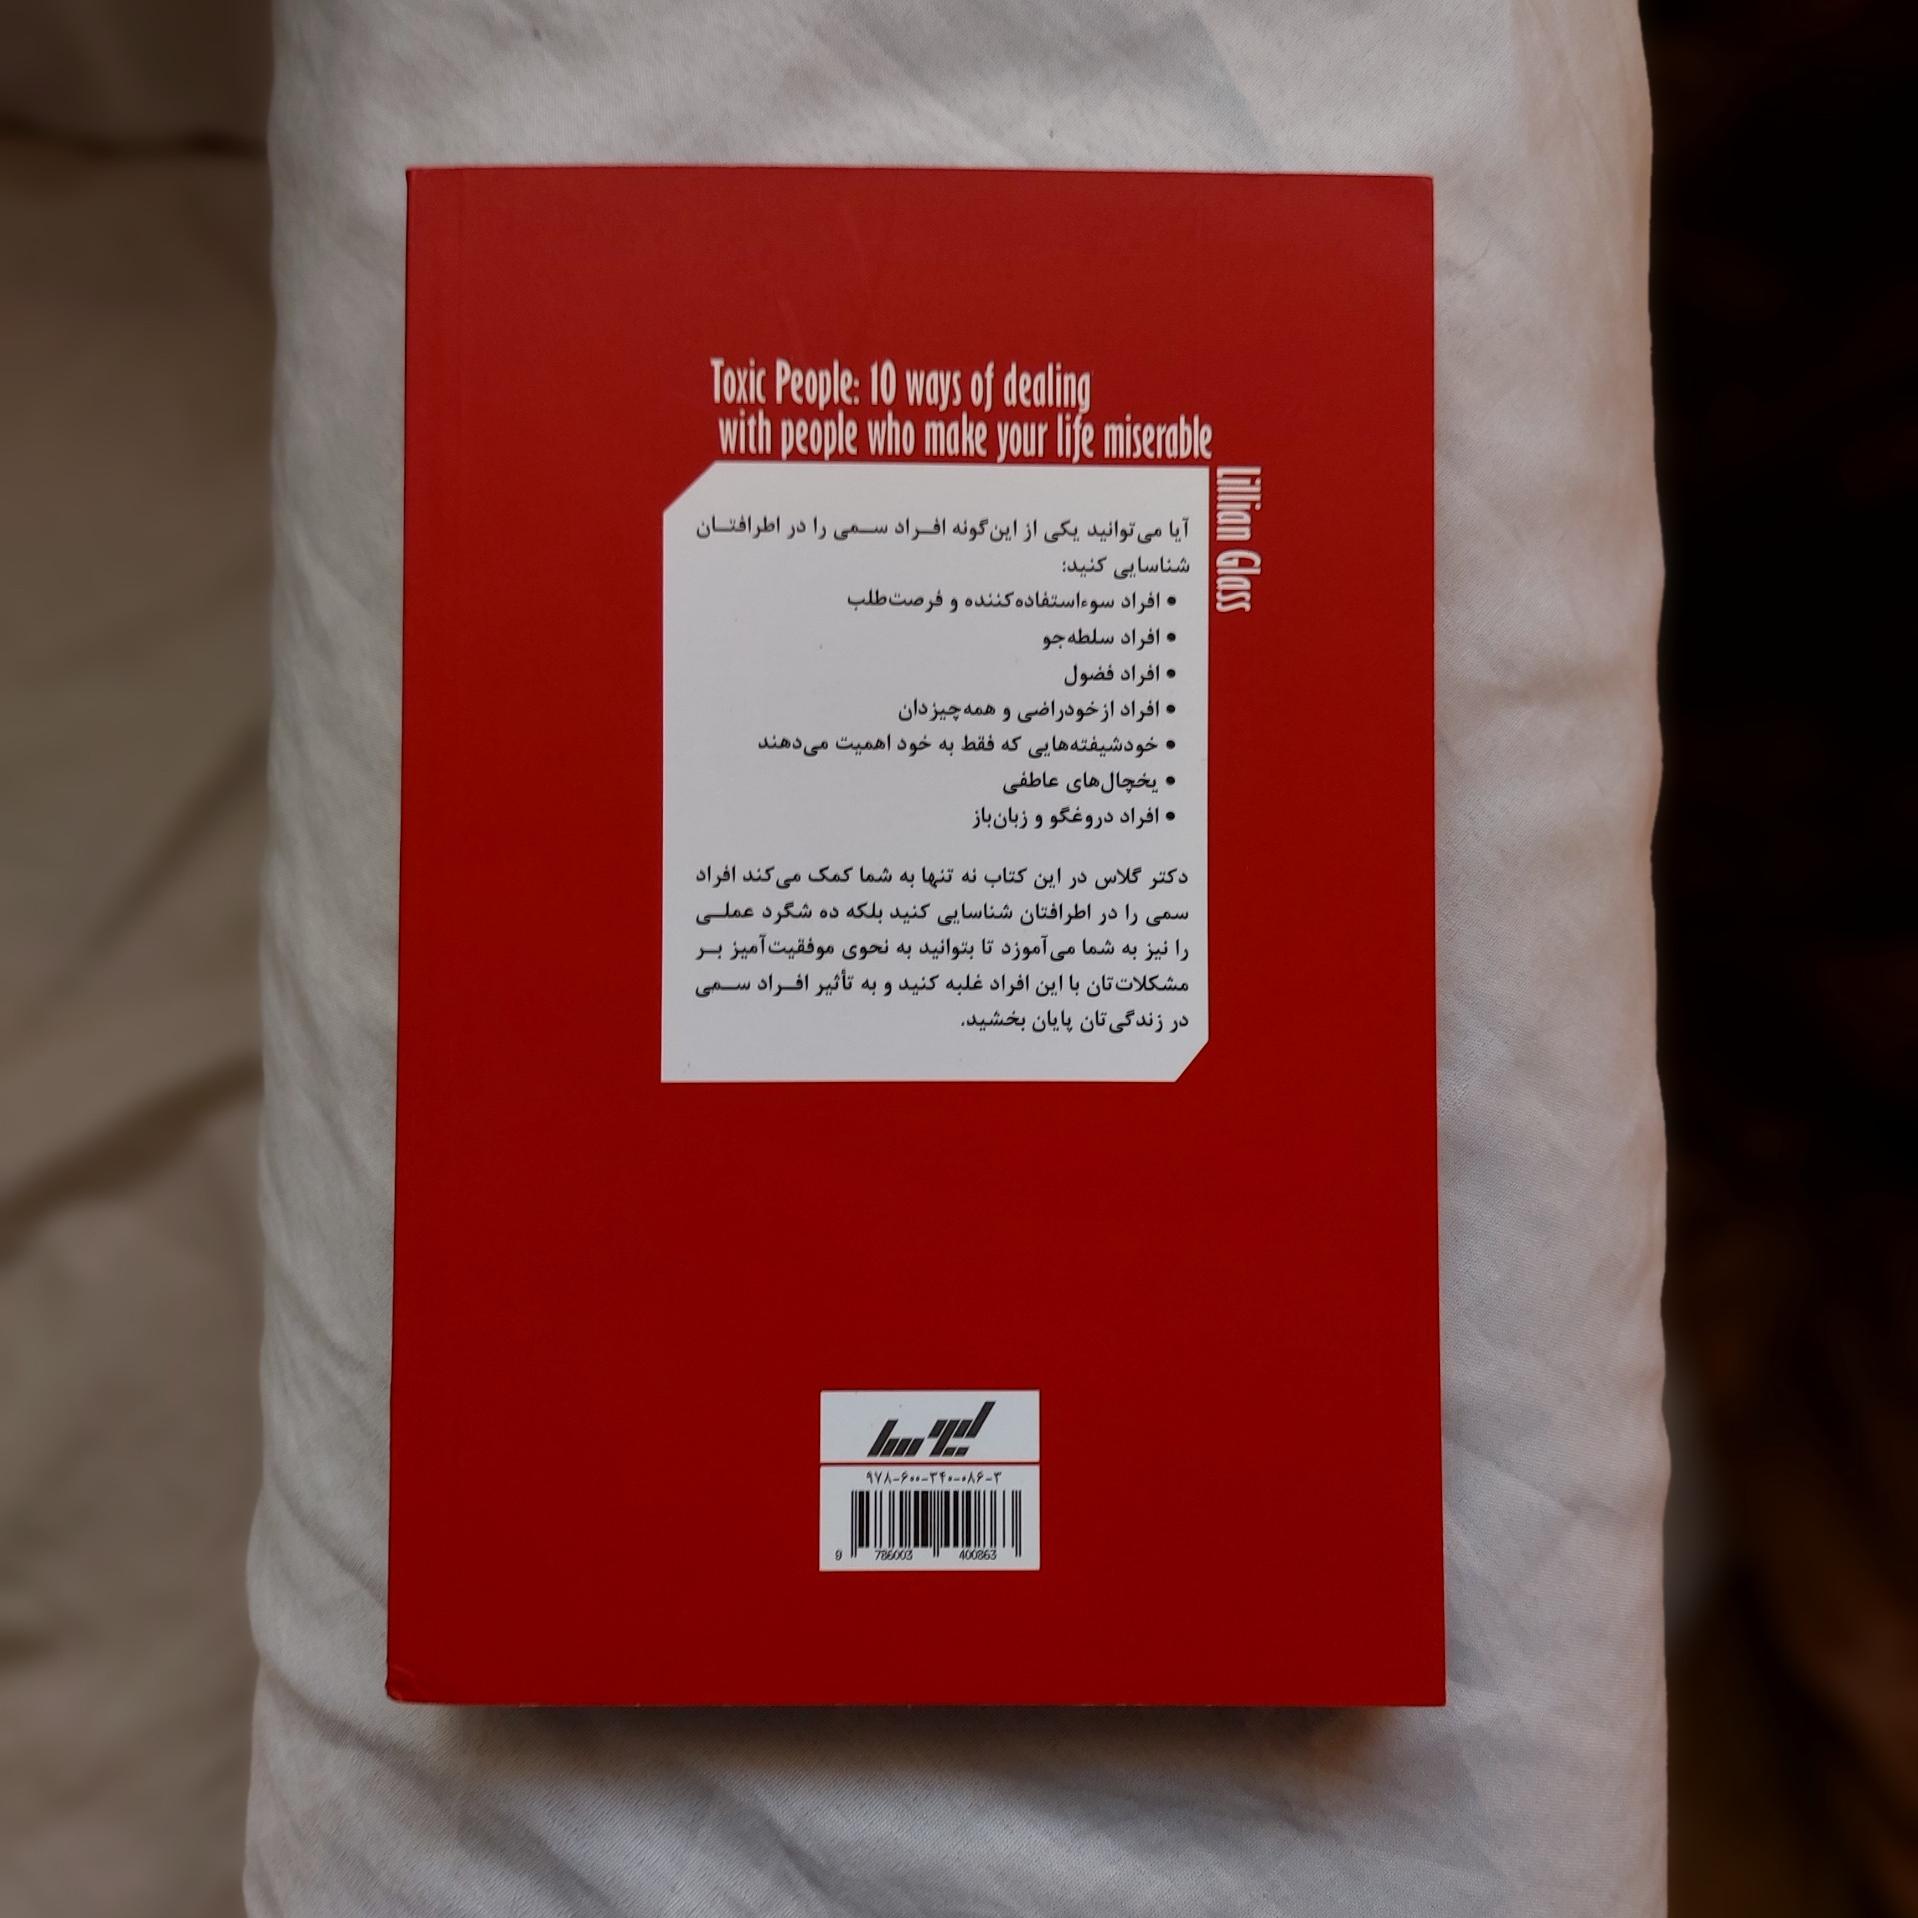 Toxic People: 10 ways of dealing
with people who make your life miserable
Lillian Glass
آیا می‌توانید یکی از این‌گونه افراد سمی را در اطرافتان
شناسایی کنید:
• افراد سوءاستفاده‌کننده و فرصت‌طلب
• افراد سلطه‌جو
• افراد فضول
• افراد ازخودراضی و همه‌چیزدان
• خودشیفته‌هایی که فقط به خود اهمیت می‌دهند
• یخچال‌های عاطفی
• افراد دروغگو و زبان‌باز
دکتر گلاس در این کتاب نه تنها به شما کمک می‌کند افراد
سمی را در اطرافتان شناسایی کنید بلکه ده شگرد عملی
را نیز به شما می‌آموزد تا بتوانید به نحوی موفقیت‌آمیز بر
مشکلات‌تان با این افراد غلبه کنید و به تأثیر افراد سمی
در زندگی‌تان پایان بخشید.
لیوسا
۹۷۸-۶۰۰-۳۴۰-۰۸۶-۳
9 786003 400863